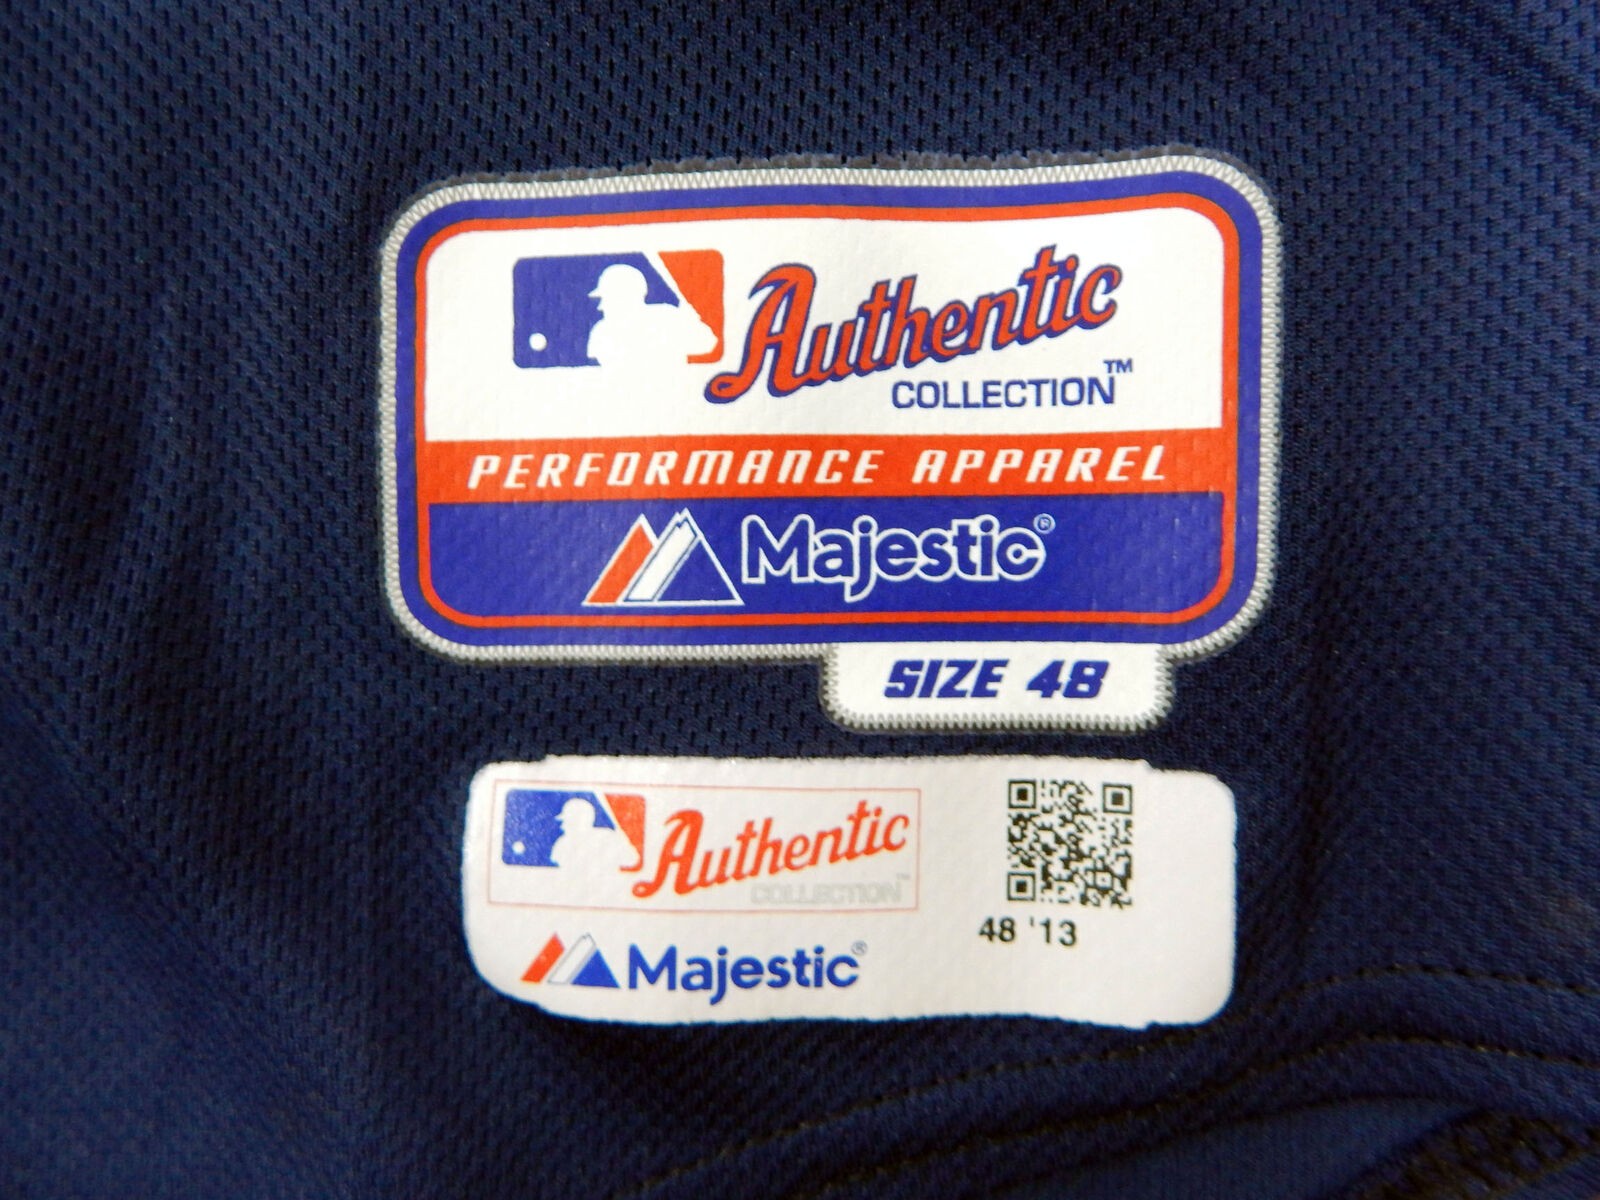 Authentic
COLLECTION™
PERFORMANCE APPAREL
Majestic®
SIZE 48
Authentic
COLLECTION™
Majestic®
48 '13